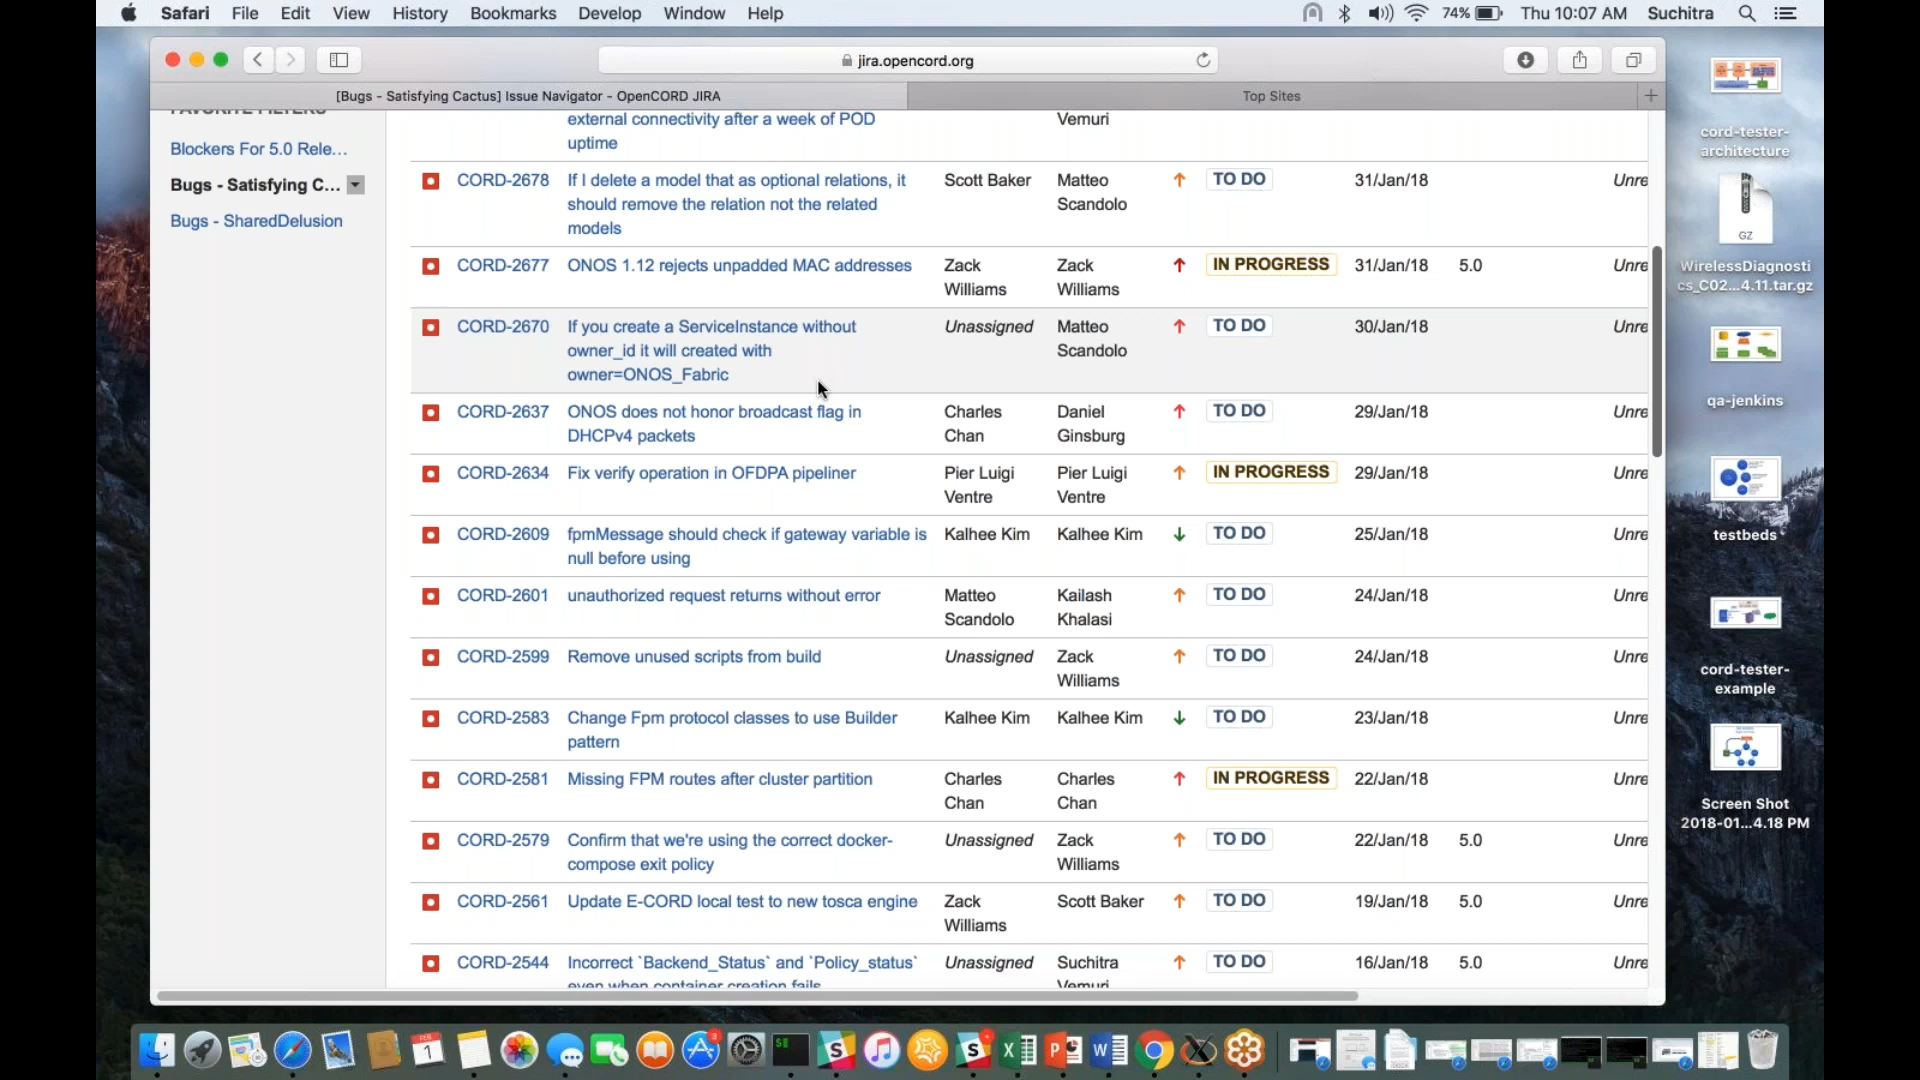 Safari File Edit View History Bookmarks Develop Window Help 74% Thu 10:07 AM Suchitra
jira.opencord.org
[Bugs - Satisfying Cactus] Issue Navigator - OpenCORD JIRA
Top Sites
FAVORITE FILTERS
Blockers For 5.0 Rele...
Bugs - Satisfying C...
Bugs - SharedDelusion
external connectivity after a week of POD
uptime
Vemuri
CORD-2678 If I delete a model that as optional relations, it Scott Baker Matteo TO DO 31/Jan/18 Unre
should remove the relation not the related Scandolo
models
CORD-2677 ONOS 1.12 rejects unpadded MAC addresses Zack Zack IN PROGRESS 31/Jan/18 5.0 Unre
Williams Williams
CORD-2670 If you create a ServiceInstance without Unassigned Matteo TO DO 30/Jan/18 Unre
owner_id it will created with Scandolo
owner=ONOS_Fabric
CORD-2637 ONOS does not honor broadcast flag in Charles Daniel TO DO 29/Jan/18 Unre
DHCPv4 packets Chan Ginsburg
CORD-2634 Fix verify operation in OFDPA pipeliner Pier Luigi Pier Luigi IN PROGRESS 29/Jan/18 Unre
Ventre Ventre
CORD-2609 fpmMessage should check if gateway variable is Kalhee Kim Kalhee Kim TO DO 25/Jan/18 Unre
null before using
CORD-2601 unauthorized request returns without error Matteo Kailash TO DO 24/Jan/18 Unre
Scandolo Khalasi
CORD-2599 Remove unused scripts from build Unassigned Zack TO DO 24/Jan/18 Unre
Williams
CORD-2583 Change Fpm protocol classes to use Builder Kalhee Kim Kalhee Kim TO DO 23/Jan/18 Unre
pattern
CORD-2581 Missing FPM routes after cluster partition Charles Charles IN PROGRESS 22/Jan/18 Unre
Chan Chan
CORD-2579 Confirm that we're using the correct docker- Unassigned Zack TO DO 22/Jan/18 5.0 Unre
compose exit policy Williams
CORD-2561 Update E-CORD local test to new tosca engine Zack Scott Baker TO DO 19/Jan/18 5.0 Unre
Williams
CORD-2544 Incorrect `Backend_Status` and `Policy_status` Unassigned Suchitra TO DO 16/Jan/18 5.0 Unre
even when container creation fails Vemuri
cord-tester-
architecture
GZ
WirelessDiagnosti
cs_C02...4.11.tar.gz
qa-jenkins
testbeds
cord-tester-
example
Screen Shot
2018-01...4.18 PM
FEB
1
3